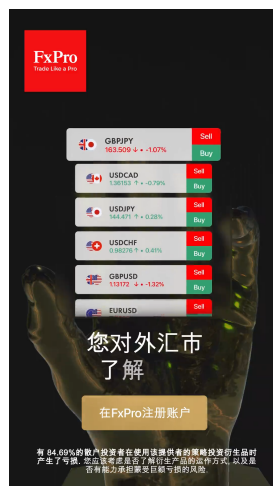 FxPro
Trade Like a Pro
GBPJPY
163.509 ↓ • -1.07%
Sell
Buy
USDCAD
1.36153 ↑ • -0.79%
Sell
Buy
USDJPY
144.471 ↑ • 0.28%
Sell
Buy
USDCHF
0.98276 ↑ • 0.41%
Sell
Buy
GBPUSD
1.13172 ↓ • -1.32%
Sell
Buy
EURUSD
Sell
您对外汇市
了解
在FxPro注册账户
有 84.69%的散户投资者在使用该提供者的策略投资衍生品时
产生了亏损. 您应该考虑是否了解衍生产品的运作方式, 以及是
否有能力承担蒙受巨额亏损的风险.